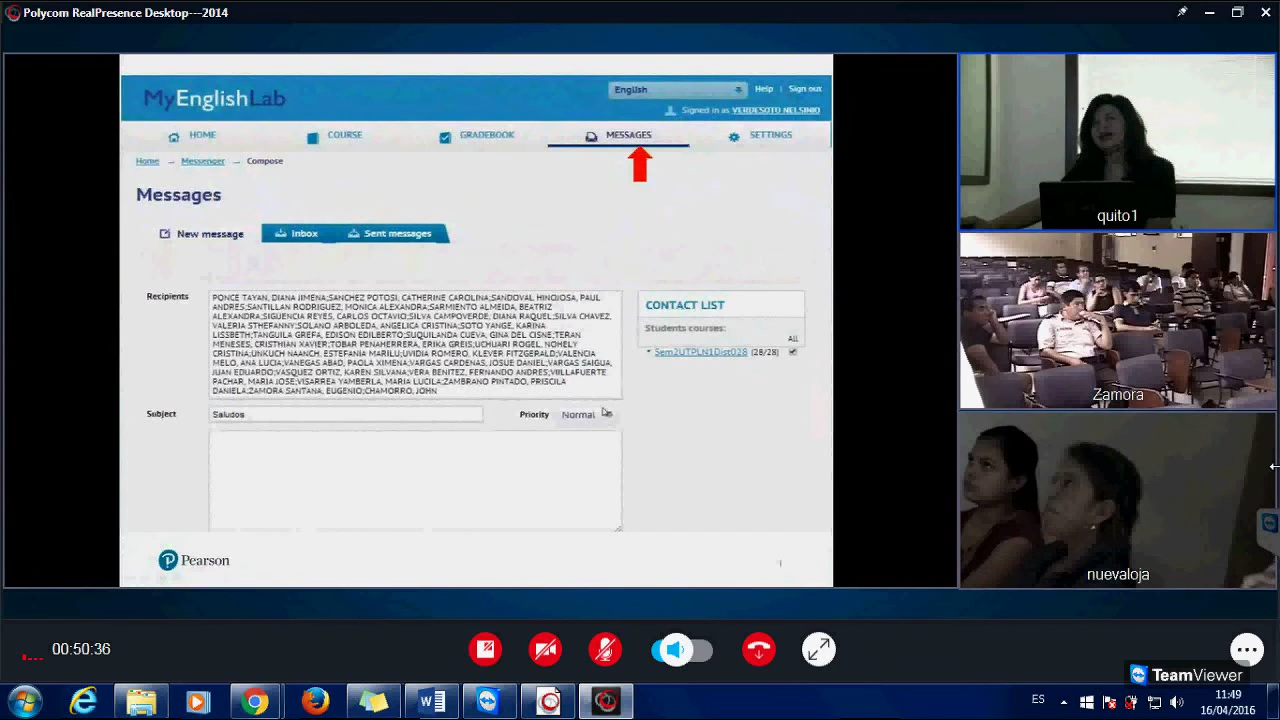 Polycom RealPresence Desktop---2014
MyEnglishLab
English
Help | Sign out
Signed in as VERDESOTO NELSINIO
HOME
COURSE
GRADEBOOK
MESSAGES
SETTINGS
Home → Messenger → Compose
Messages
New message
Inbox
Sent messages
Recipients
PONCE TAYAN, DIANA JIMENA;SANCHEZ POTOSI, CATHERINE CAROLINA;SANDOVAL HINOJOSA, PAUL
ANDRES;SANTILLAN RODRIGUEZ, MONICA ALEXANDRA;SARMIENTO ALMEIDA, BEATRIZ
ALEXANDRA;SIGUENCIA REYES, CARLOS OCTAVIO;SILVA CAMPOVERDE, DIANA RAQUEL;SILVA CHAVEZ,
VALERIA STHEFANNY;SOLANO ARBOLEDA, ANGELICA CRISTINA;SOTO YANGE, KARINA
LISSBETH;TANGUILA GREFA, EDISON EDILBERTO;SUQUILANDA CUEVA, GINA DEL CISNE;TERAN
MENESES, CRISTHIAN XAVIER;TOBAR PENAHERRERA, ERIKA GREIS;UCHUARI ROGEL, NOHELY
CRISTINA;UNKUCH NAANCH, ESTEFANIA MARILU;UVIDIA ROMERO, KLEVER FITZGERALD;VALENCIA
MELO, ANA LUCIA;VANEGAS ABAD, PAOLA XIMENA;VARGAS CARDENAS, JOSUE DANIEL;VARGAS SAIGUA,
JUAN EDUARDO;VASQUEZ ORTIZ, KAREN SILVANA;VERA BENITEZ, FERNANDO ANDRES;VIILLAFUERTE
PACHAR, MARIA JOSE;VISARREA YAMBERLA, MARIA LUCILA;ZAMBRANO PINTADO, PRISCILA
DANIELA;ZAMORA SANTANA, EUGENIO;CHAMORRO, JOHN
CONTACT LIST
Students courses:
All
Sem2UTPLN1Dist028 (28/28)
Subject
Saludos
Priority
Normal
Pearson
quito1
Zamora
nuevaloja
00:50:36
TeamViewer
ES
11:49
16/04/2016